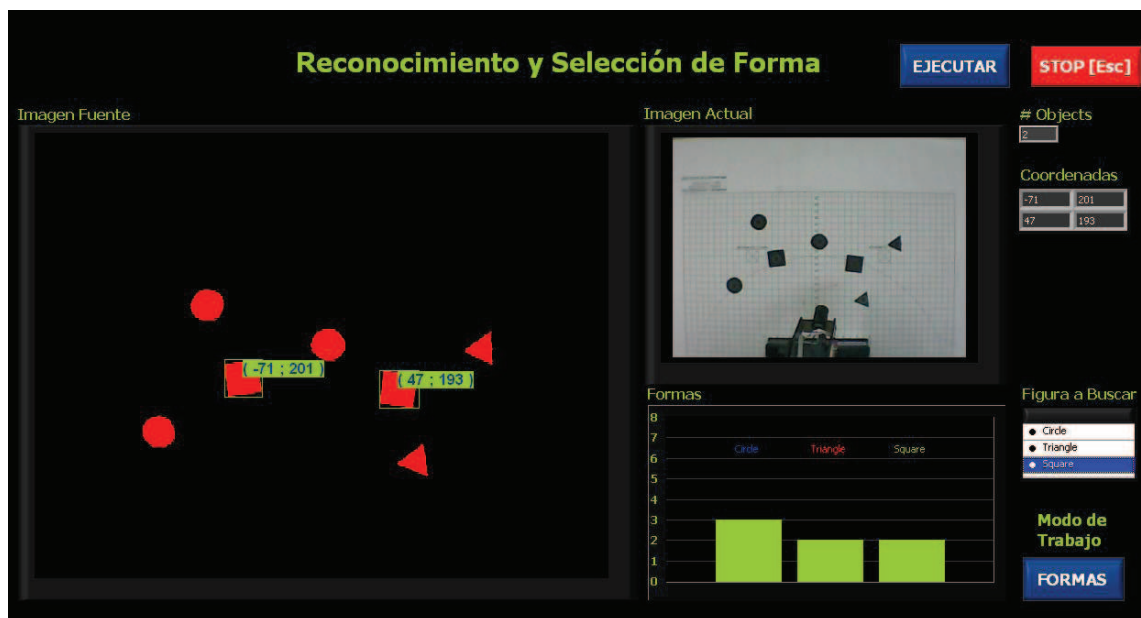 Reconocimiento y Selección de Forma
EJECUTAR
STOP [Esc]
Imagen Fuente
( -71 ; 201 )
( 47 ; 193 )
Imagen Actual
# Objects
2
Coordenadas
-71 201
47 193
Formas
8
7
6
5
4
3
2
1
0
Circle Triangle Square
Figura a Buscar
Circle
Triangle
Square
Modo de
Trabajo
FORMAS